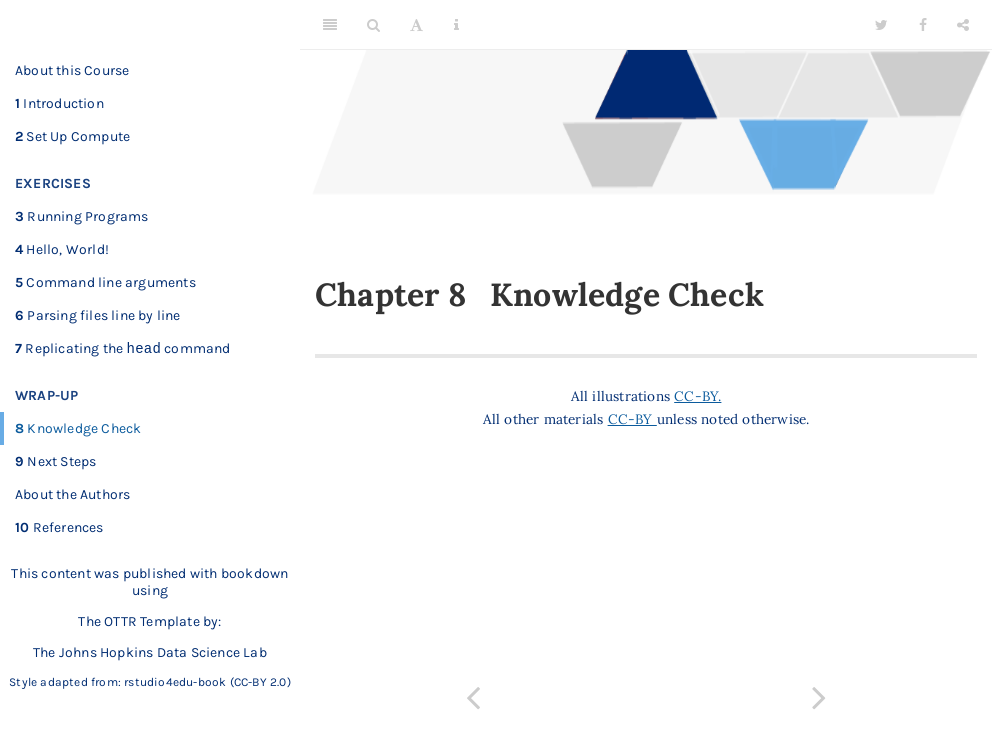 About this Course
1 Introduction
2 Set Up Compute
EXERCISES
3 Running Programs
4 Hello, World!
5 Command line arguments
6 Parsing files line by line
7 Replicating the head command
WRAP-UP
8 Knowledge Check
9 Next Steps
About the Authors
10 References
This content was published with bookdown
using
The OTTR Template by:
The Johns Hopkins Data Science Lab
Style adapted from: rstudio4edu-book (CC-BY 2.0)
Chapter 8 Knowledge Check
All illustrations CC-BY.
All other materials CC-BY unless noted otherwise.